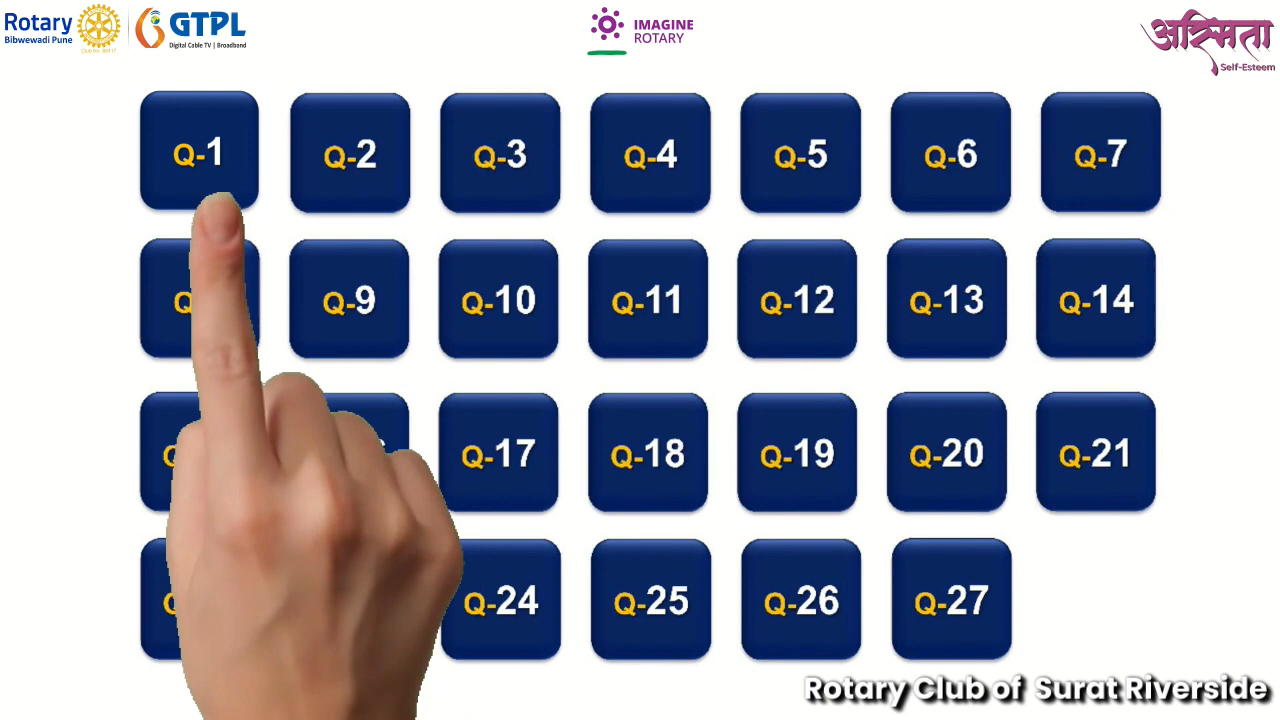 Rotary
Bibwewadi Pune
GTPL
Digital Cable TV | Broadband
IMAGINE
ROTARY
अस्मिता
Self-Esteem
Q-1 Q-2 Q-3 Q-4 Q-5 Q-6 Q-7
Q-9 Q-10 Q-11 Q-12 Q-13 Q-14
Q-17 Q-18 Q-19 Q-20 Q-21
Q-24 Q-25 Q-26 Q-27
Rotary Club of Surat Riverside